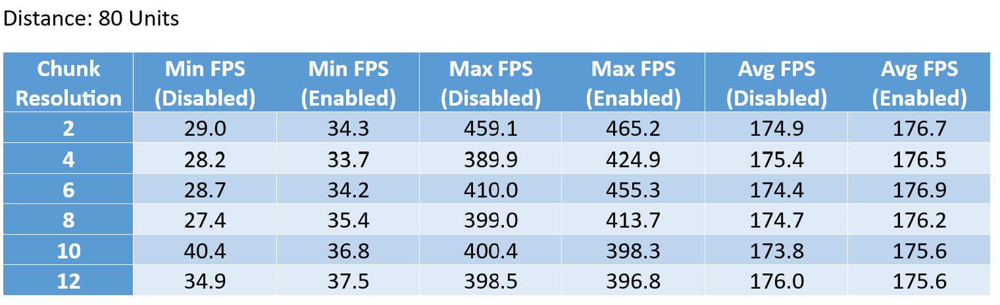 Distance: 80 Units
Chunk Min FPS Min FPS Max FPS Max FPS Avg FPS Avg FPS
Resolution (Disabled) (Enabled) (Disabled) (Enabled) (Disabled) (Enabled)
2 29.0 34.3 459.1 465.2 174.9 176.7
4 28.2 33.7 389.9 424.9 175.4 176.5
6 28.7 34.2 410.0 455.3 174.4 176.9
8 27.4 35.4 399.0 413.7 174.7 176.2
10 40.4 36.8 400.4 398.3 173.8 175.6
12 34.9 37.5 398.5 396.8 176.0 175.6